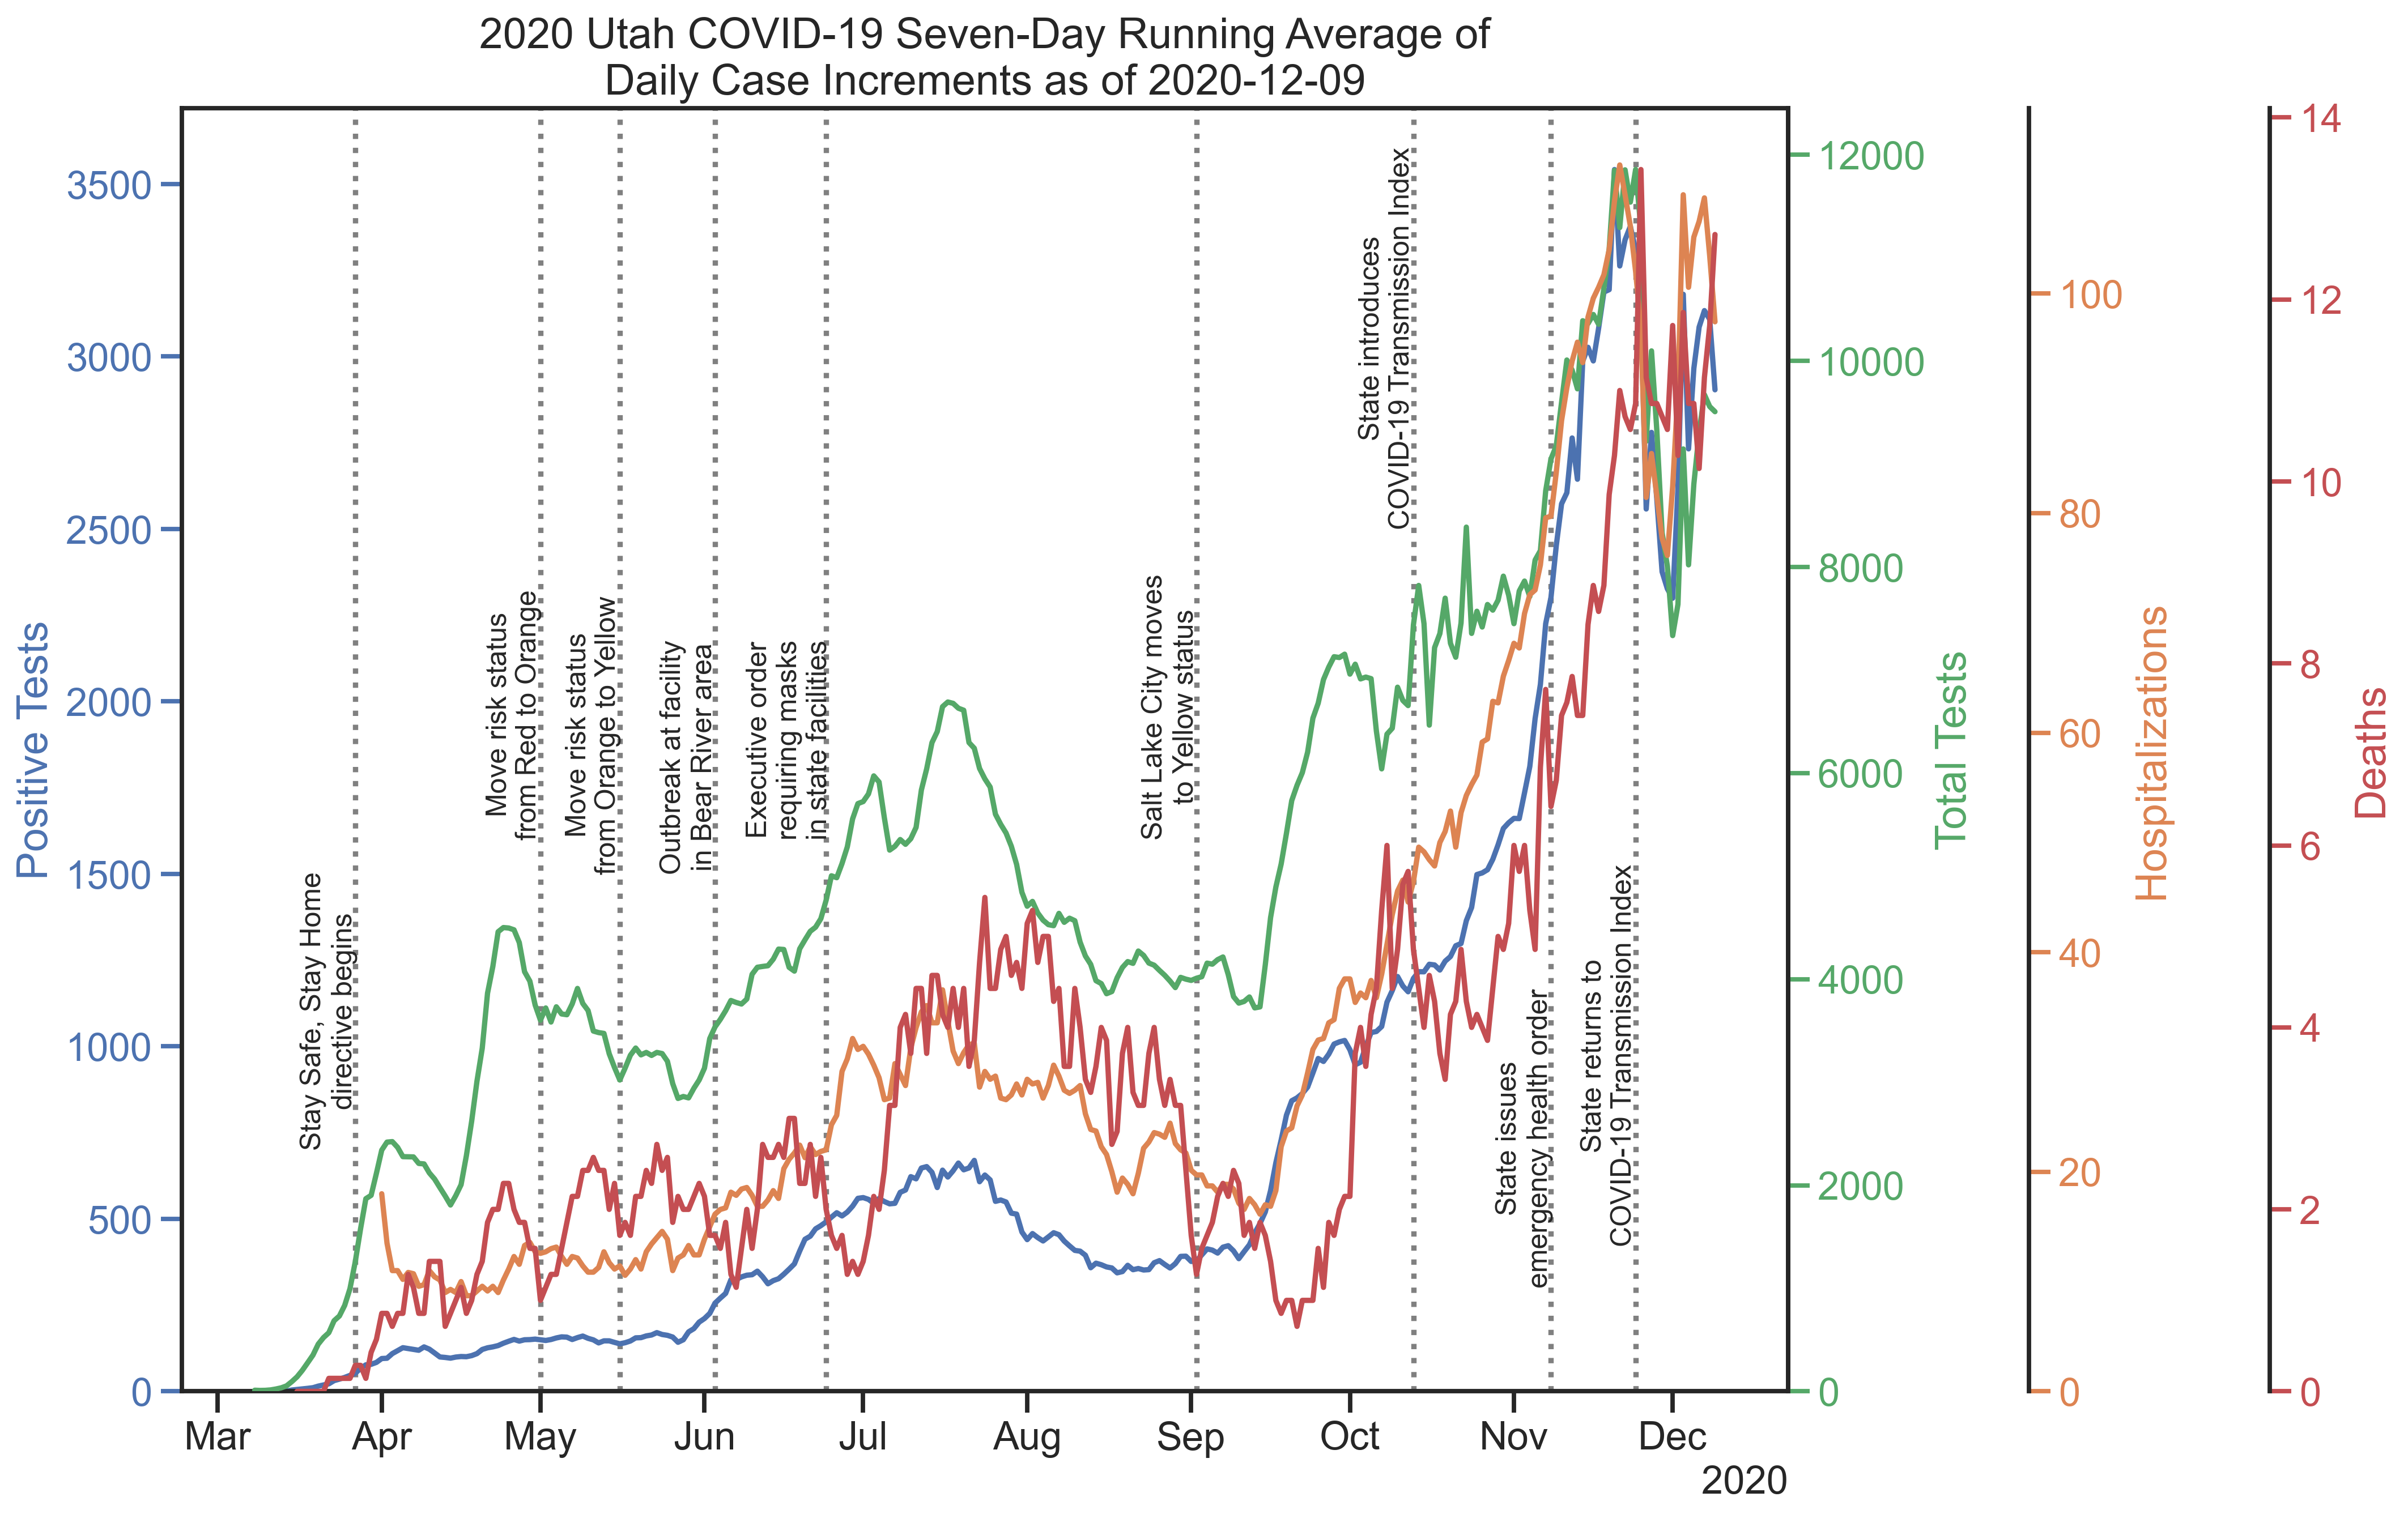 2020 Utah COVID-19 Seven-Day Running Average of
Daily Case Increments as of 2020-12-09
Positive Tests
3500
3000
2500
2000
1500
1000
500
0
Stay Safe, Stay Home
directive begins
Move risk status
from Red to Orange
Move risk status
from Orange to Yellow
Outbreak at facility
in Bear River area
Executive order
requiring masks
in state facilities
Salt Lake City moves
to Yellow status
State introduces
COVID-19 Transmission Index
State issues
emergency health order
State returns to
COVID-19 Transmission Index
12000
10000
8000
6000
4000
2000
0
Total Tests
100
80
60
40
20
0
Hospitalizations
14
12
10
8
6
4
2
0
Deaths
Mar
Apr
May
Jun
Jul
Aug
Sep
Oct
Nov
Dec
2020